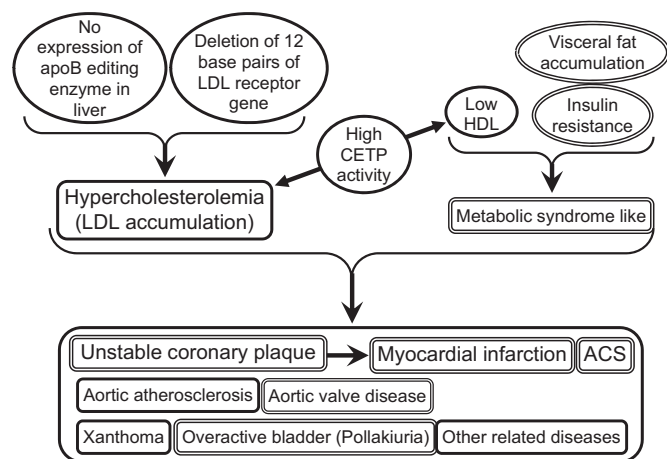 No
expression of
apoB editing
enzyme in
liver
Deletion of 12
base pairs of
LDL receptor
gene
High
CETP
activity
Low
HDL
Visceral fat
accumulation
Insulin
resistance
Hypercholesterolemia
(LDL accumulation)
Metabolic syndrome like
Unstable coronary plaque
Myocardial infarction
ACS
Aortic atherosclerosis
Aortic valve disease
Xanthoma
Overactive bladder (Pollakiuria)
Other related diseases